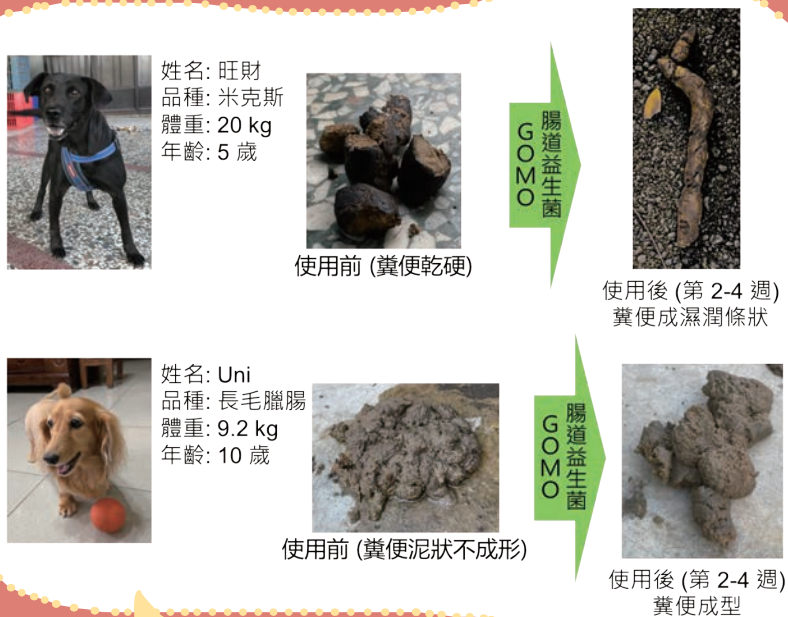 姓名: 旺財
品種: 米克斯
體重: 20 kg
年齡: 5 歲
使用前 (糞便乾硬)
腸道益生菌
GOMO
使用後 (第 2-4 週)
糞便成濕潤條狀
姓名: Uni
品種: 長毛臘腸
體重: 9.2 kg
年齡: 10 歲
使用前 (糞便泥狀不成形)
腸道益生菌
GOMO
使用後 (第 2-4 週)
糞便成型